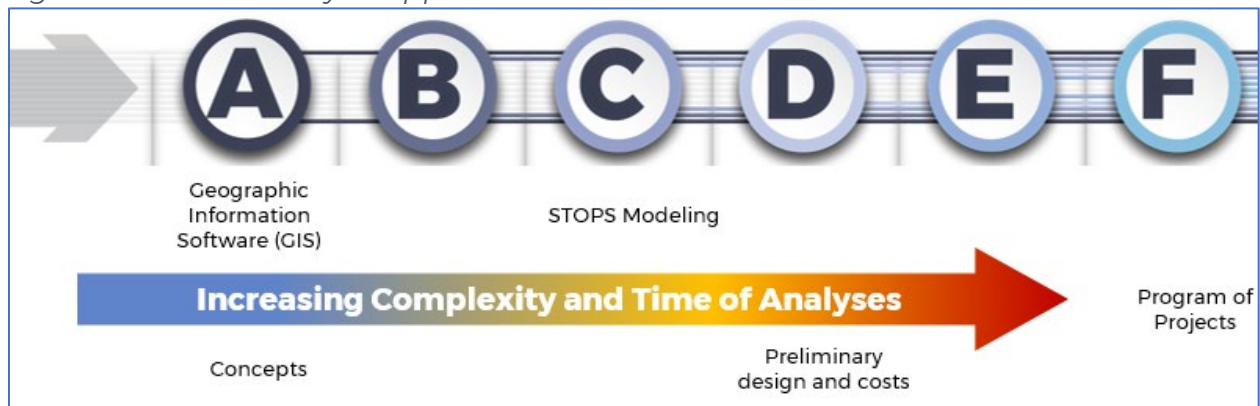 A B C D E F
Geographic
Information
Software (GIS)
STOPS Modeling
Increasing Complexity and Time of Analyses
Program of
Projects
Concepts
Preliminary
design and costs